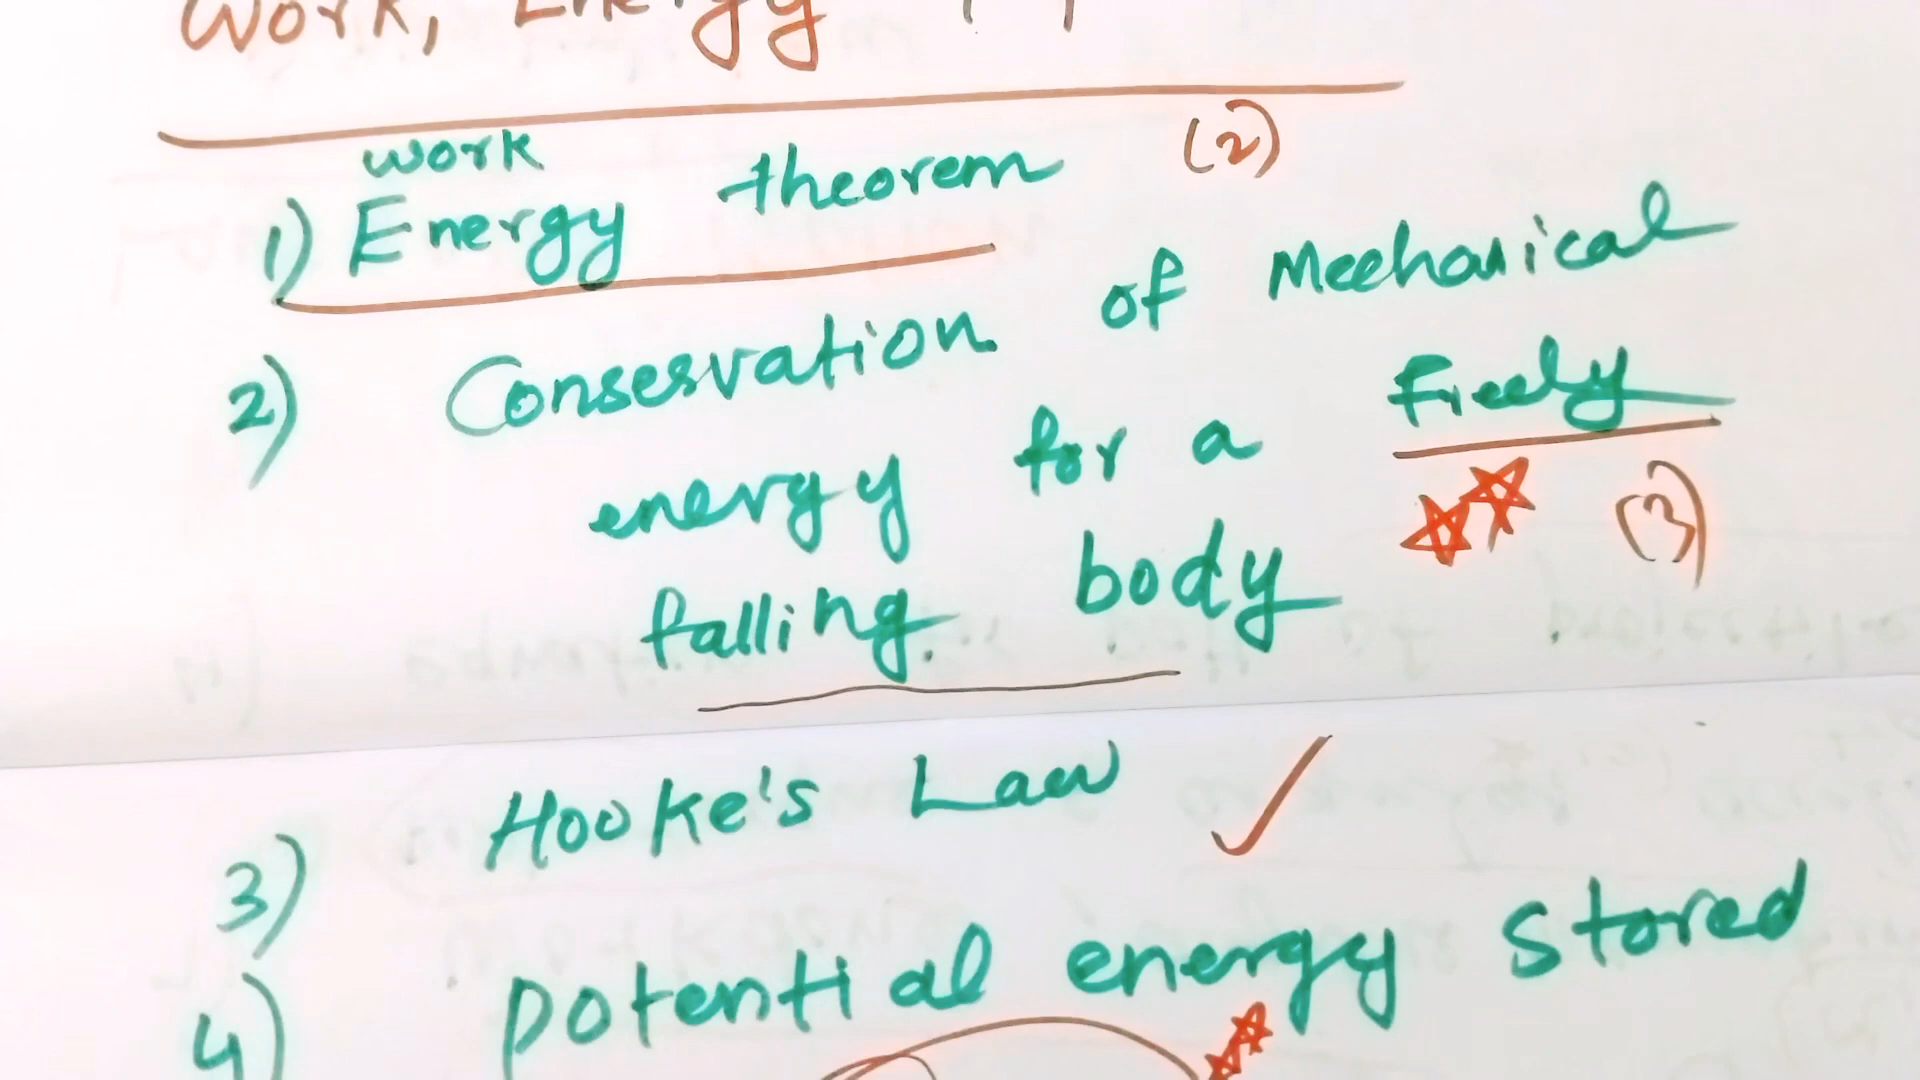 Work, Energy
work
1) Energy theorem (2)
2) Conservation of Mechanical
energy for a Freely
falling body (3)
3) Hooke's Law
4) potential energy stored